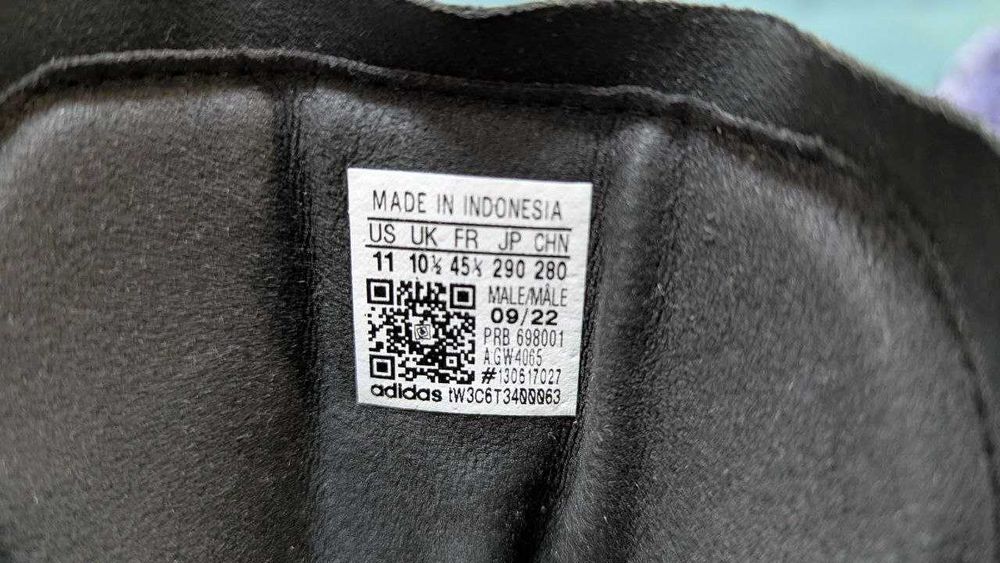 MADE IN INDONESIA
US UK FR JP CHN
11 10½ 45⅓ 290 280
MALE/MÂLE
09/22
PRB 698001
A.GW4065
#130617027
adidas tW3C6T3400063